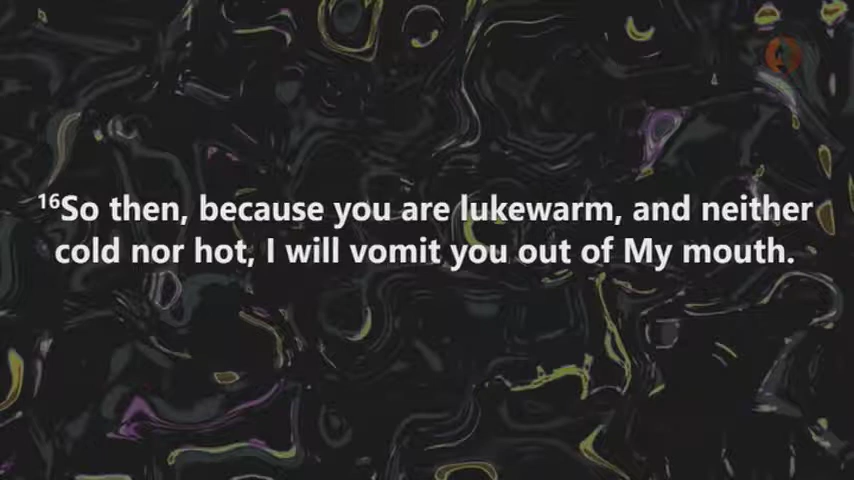 ¹⁶So then, because you are lukewarm, and neither
cold nor hot, I will vomit you out of My mouth.